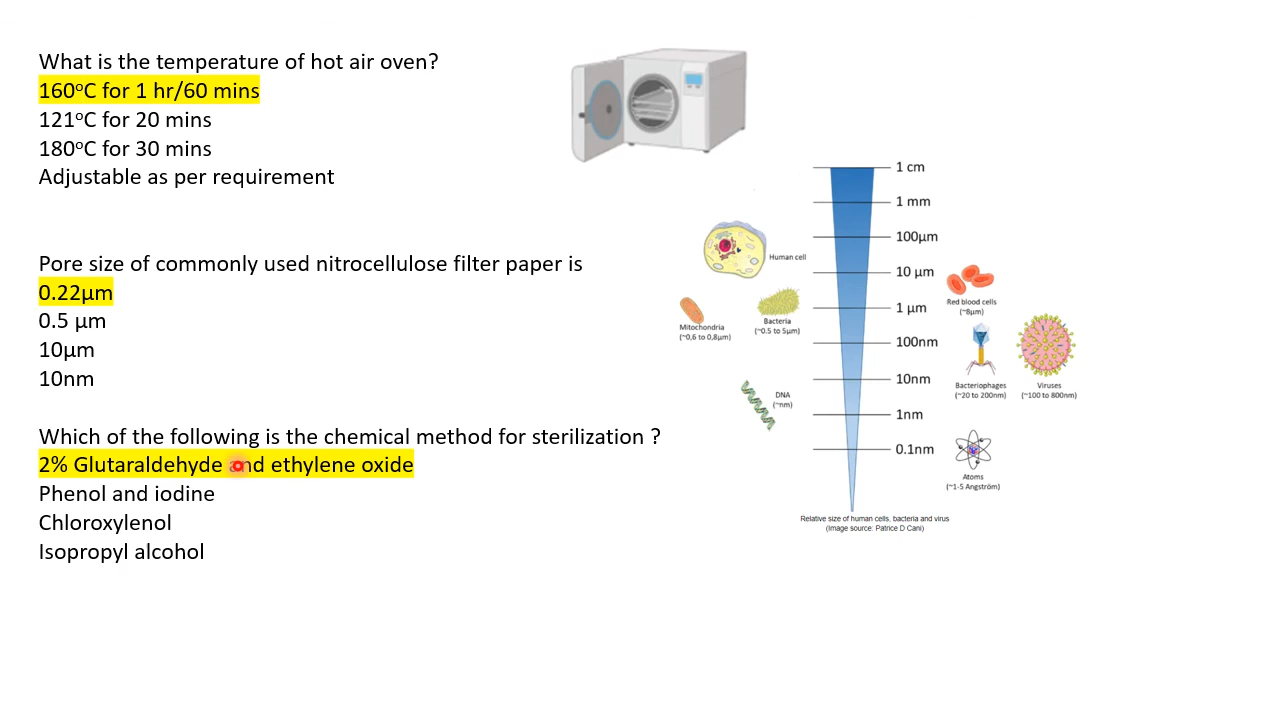 What is the temperature of hot air oven?
160°C for 1 hr/60 mins
121°C for 20 mins
180°C for 30 mins
Adjustable as per requirement
Pore size of commonly used nitrocellulose filter paper is
0.22µm
0.5 µm
10µm
10nm
Which of the following is the chemical method for sterilization ?
2% Glutaraldehyde and ethylene oxide
Phenol and iodine
Chloroxylenol
Isopropyl alcohol
1 cm
1 mm
100µm
10 µm
1 µm
100nm
10nm
1nm
0.1nm
Human cell
Mitochondria
(~0,6 to 0,8µm)
Bacteria
(~0.5 to 5µm)
DNA
(~nm)
Red blood cells
(~8µm)
Bacteriophages
(~20 to 200nm)
Viruses
(~100 to 800nm)
Atoms
(~1-5 Angström)
Relative size of human cells, bacteria and virus
(Image source: Patrice D Cani)